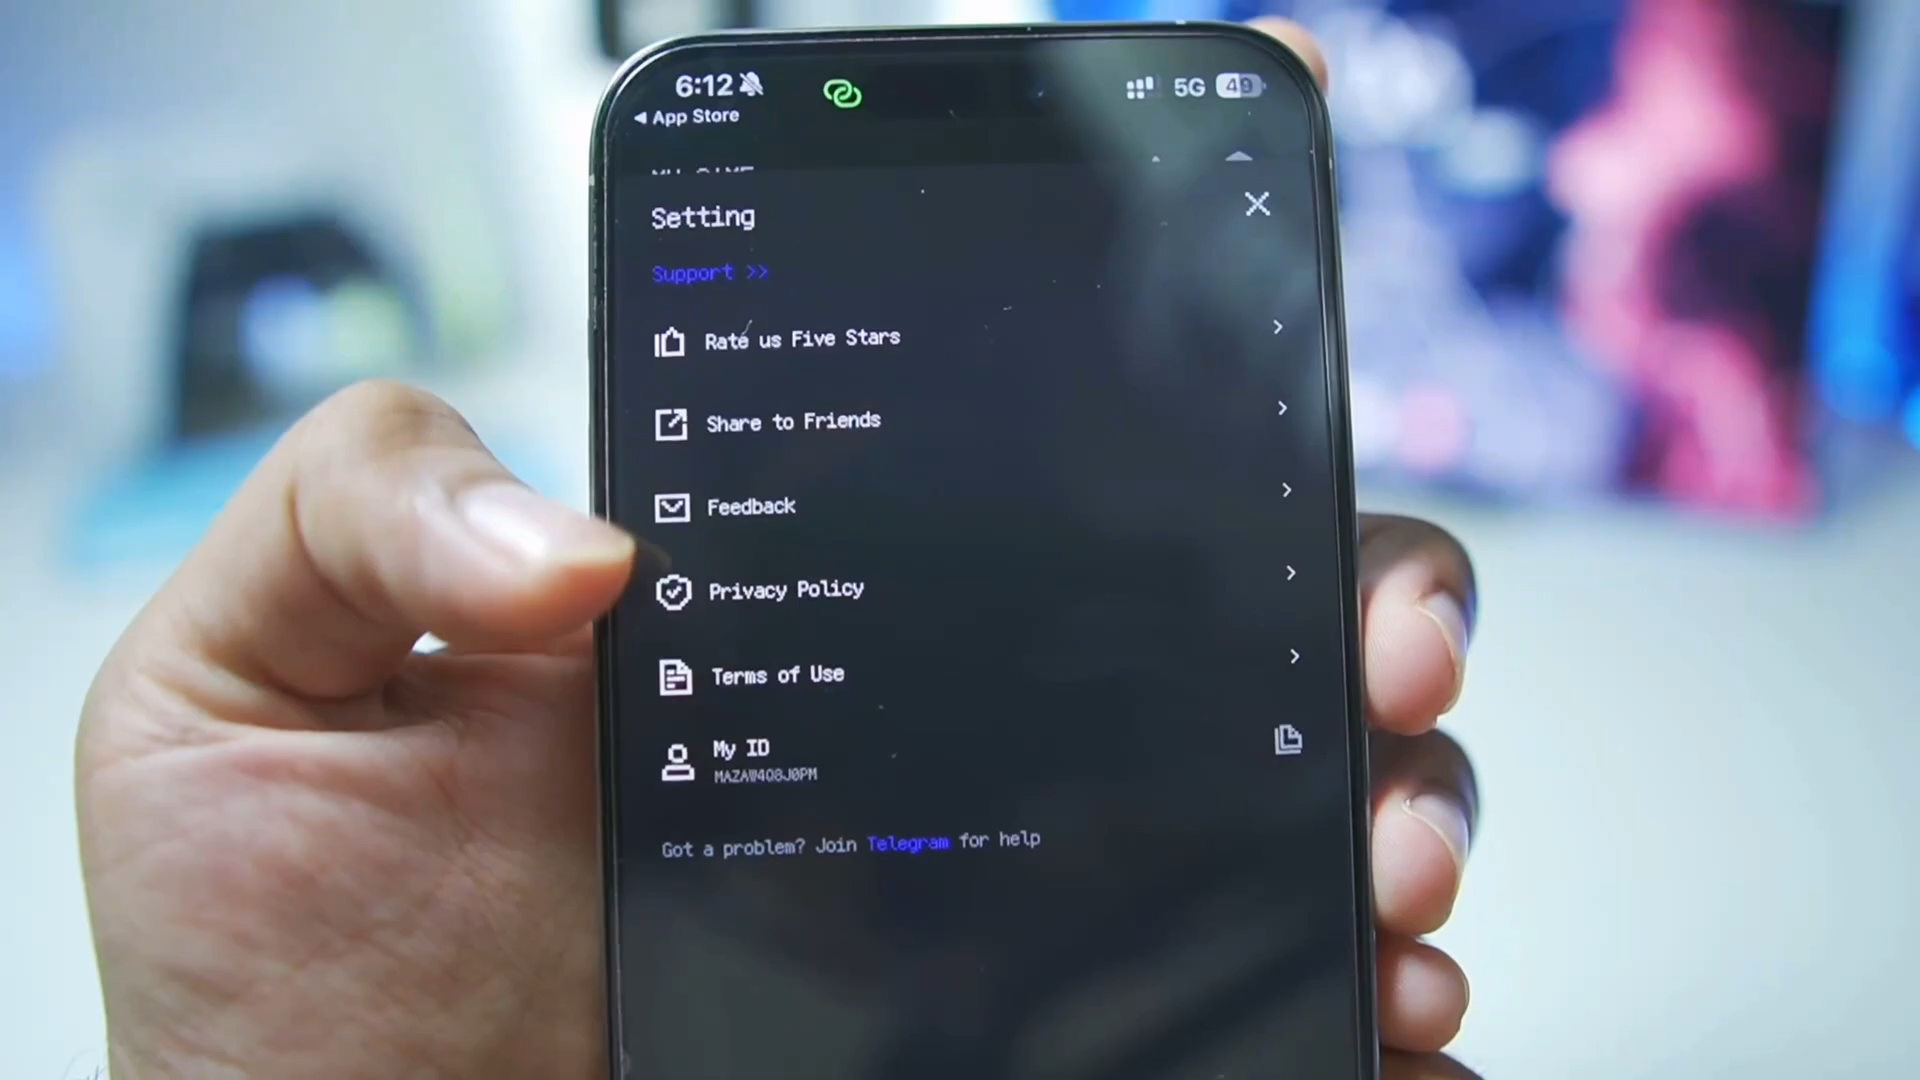 6:12
5G 49
◀ App Store
Setting
Support >>
Rate us Five Stars
Share to Friends
Feedback
Privacy Policy
Terms of Use
My ID
MAZAW408J0PM
Got a problem? Join Telegram for help